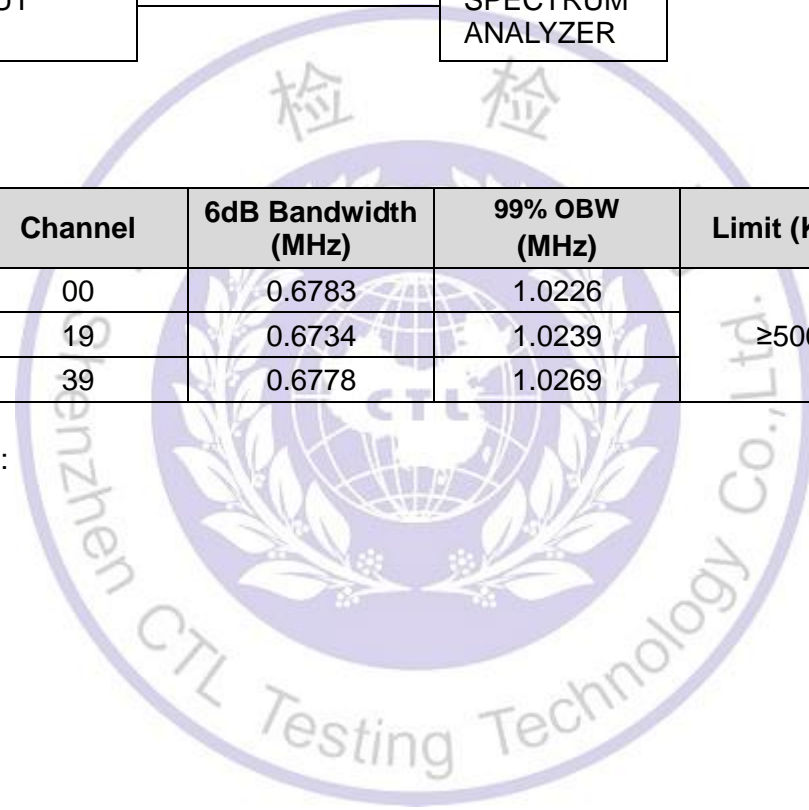 SPECTRUM
ANALYZER
检 检
Channel 6dB Bandwidth (MHz) 99% OBW (MHz)
00 0.6783 1.0226
19 0.6734 1.0239
39 0.6778 1.0269
:
CTL
Shenzhen CTL Testing Technology Co., Ltd.
Limit